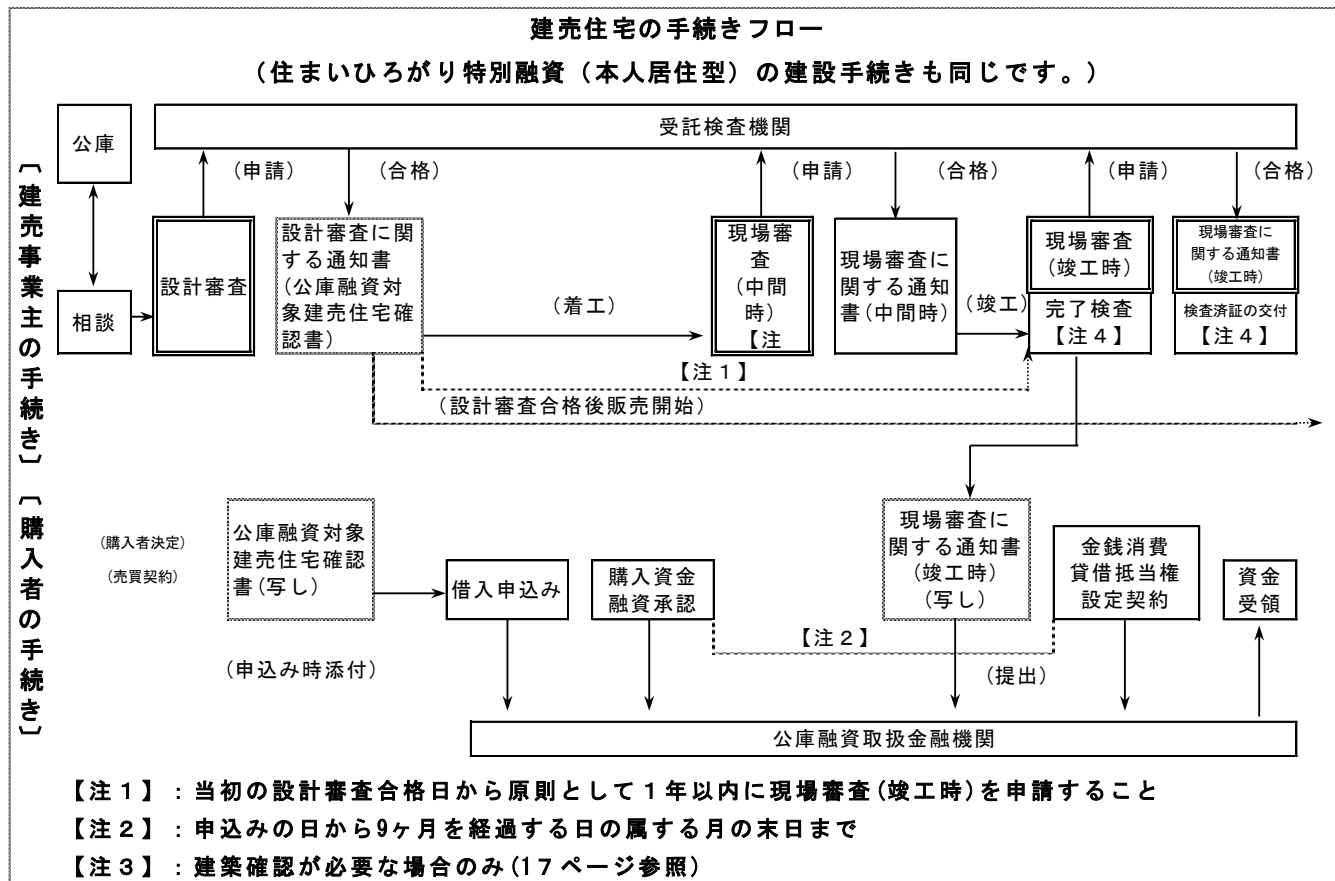 建売住宅の手続きフロー
（住まいひろがり特別融資（本人居住型）の建設手続きも同じです。）
〔建売事業主の手続き〕
公庫
受託検査機関
(申請)
(合格)
(申請)
(合格)
(申請)
(合格)
相談
設計審査
設計審査に関
する通知書
(公庫融資対
象建売住宅確
認書)
(着工)
現場審
査
(中間
時)
【注
現場審査に
関する通知
書(中間時)
(竣工)
現場審査
(竣工時)
完了検査
【注４】
現場審査に
関する通知書
(竣工時)
検査済証の交付
【注４】
【注１】
(設計審査合格後販売開始)
〔購入者の手続き〕
(購入者決定)
(売買契約)
公庫融資対象
建売住宅確認
書(写し)
(申込み時添付)
借入申込み
購入資金
融資承認
【注２】
現場審査に
関する通知書
(竣工時)
(写し)
(提出)
金銭消費
貸借抵当権
設定契約
資金
受領
公庫融資取扱金融機関
【注１】：当初の設計審査合格日から原則として１年以内に現場審査(竣工時)を申請すること
【注２】：申込みの日から9ヶ月を経過する日の属する月の末日まで
【注３】：建築確認が必要な場合のみ(17ページ参照)